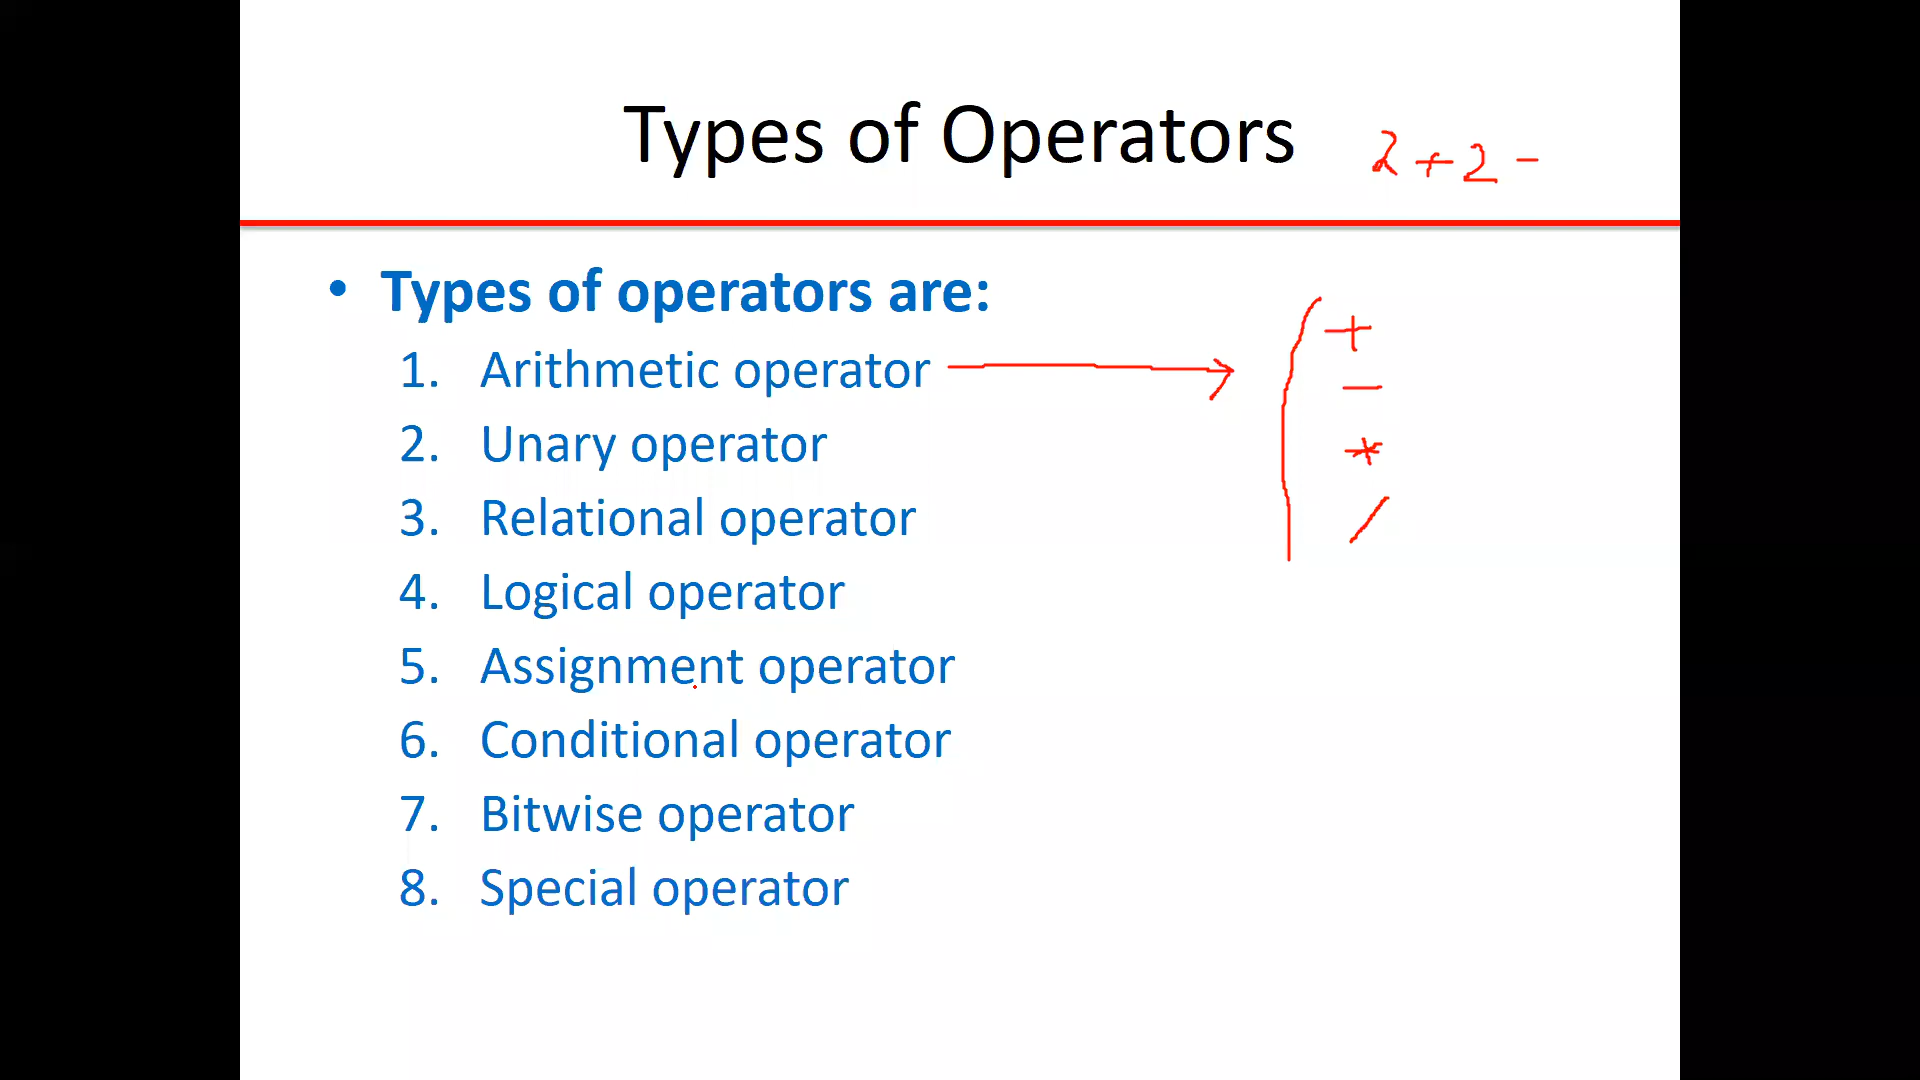 Types of Operators
2 + 2 -
• Types of operators are:
1. Arithmetic operator
+
-
*
/
2. Unary operator
3. Relational operator
4. Logical operator
5. Assignment operator
6. Conditional operator
7. Bitwise operator
8. Special operator